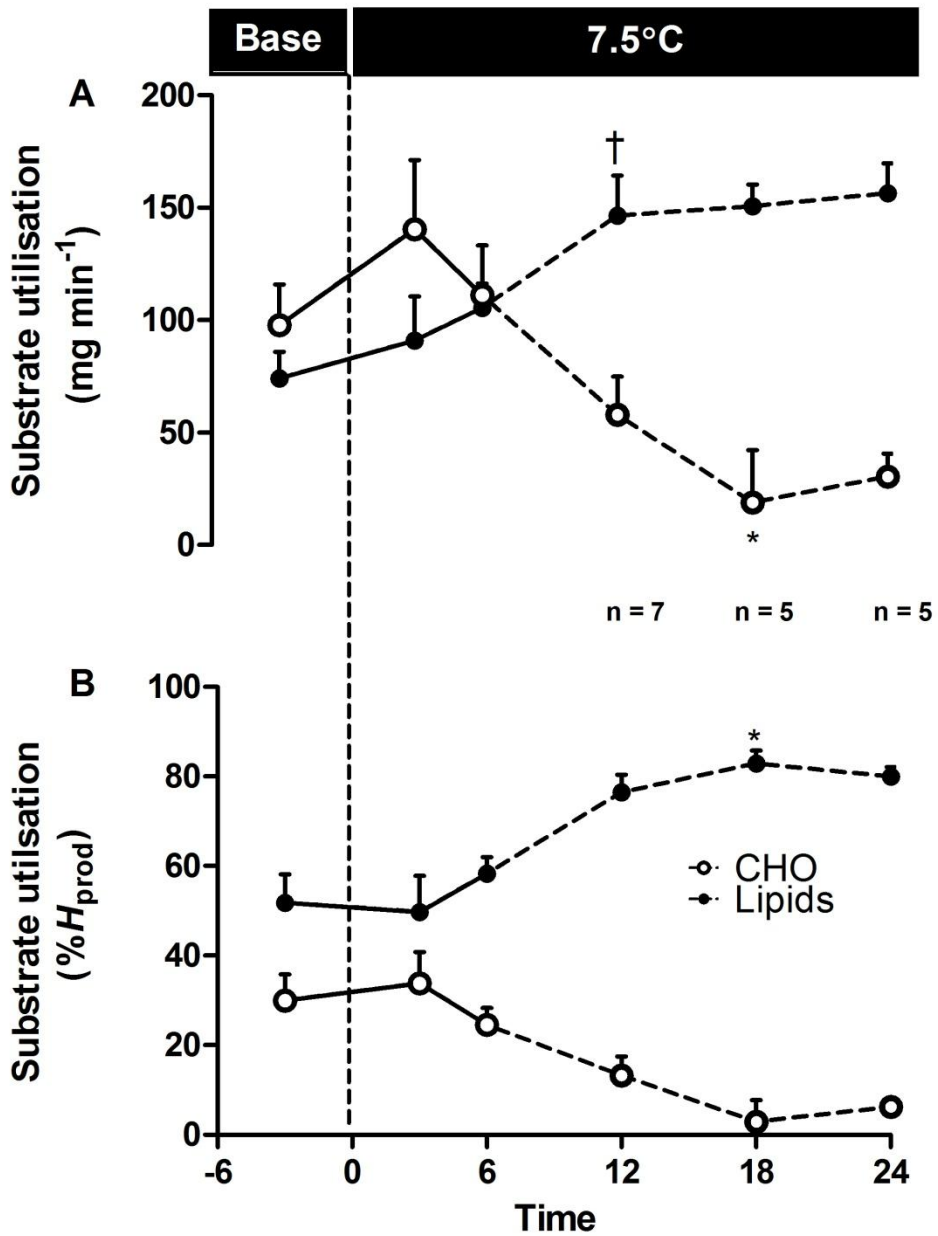 Base 7.5°C
A
Substrate utilisation
(mg min⁻¹)
200
150
100
50
0
†
*
n = 7 n = 5 n = 5
B
Substrate utilsation
(%Hprod)
100
80
60
40
20
0
*
CHO
Lipids
-6 0 6 12 18 24
Time